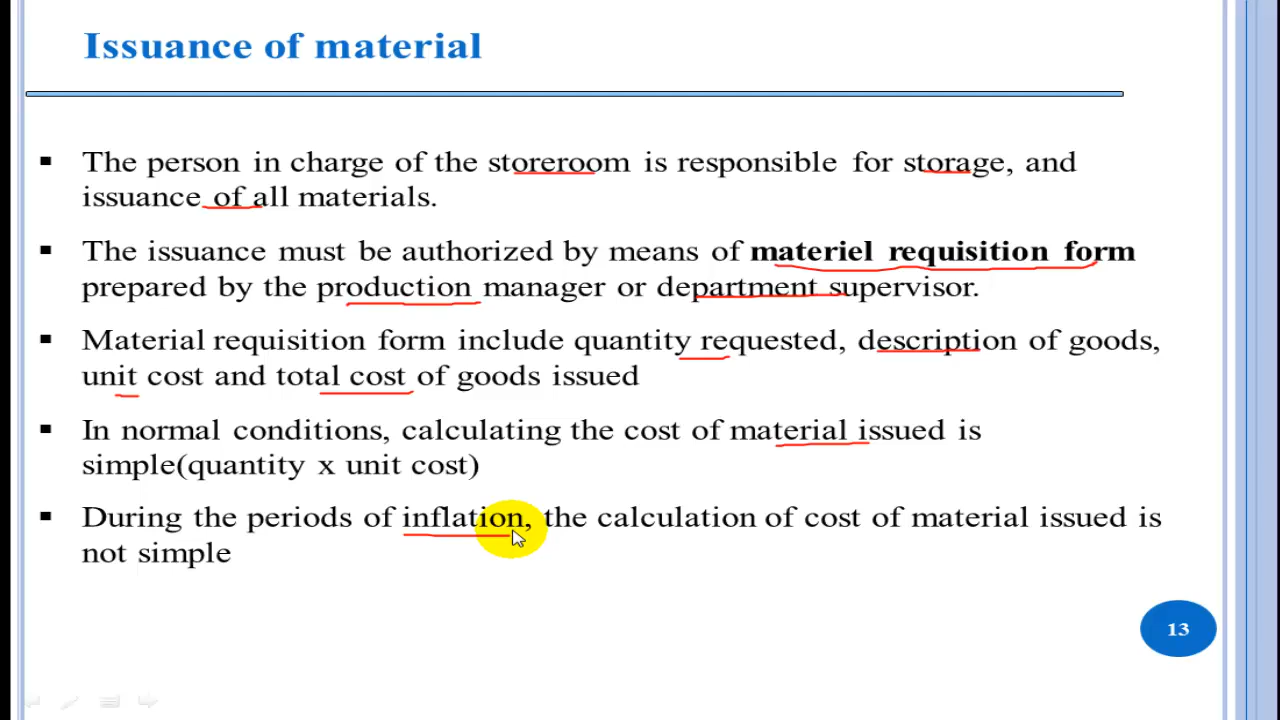 Issuance of material
▪ The person in charge of the storeroom is responsible for storage, and
issuance of all materials.
▪ The issuance must be authorized by means of materiel requisition form
prepared by the production manager or department supervisor.
▪ Material requisition form include quantity requested, description of goods,
unit cost and total cost of goods issued
▪ In normal conditions, calculating the cost of material issued is
simple(quantity x unit cost)
▪ During the periods of inflation, the calculation of cost of material issued is
not simple
13